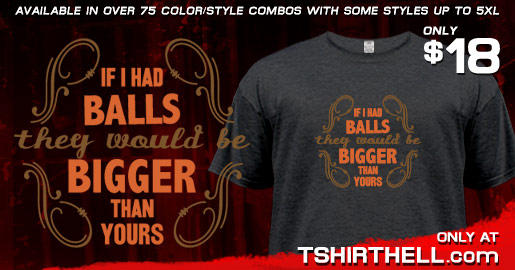 AVAILABLE IN OVER 75 COLOR/STYLE COMBOS WITH SOME STYLES UP TO 5XL
ONLY
$18
IF I HAD
BALLS
they would be
BIGGER
THAN
YOURS
IF I HAD
BALLS
they would be
BIGGER
THAN
YOURS
ONLY AT
TSHIRTHELL.com